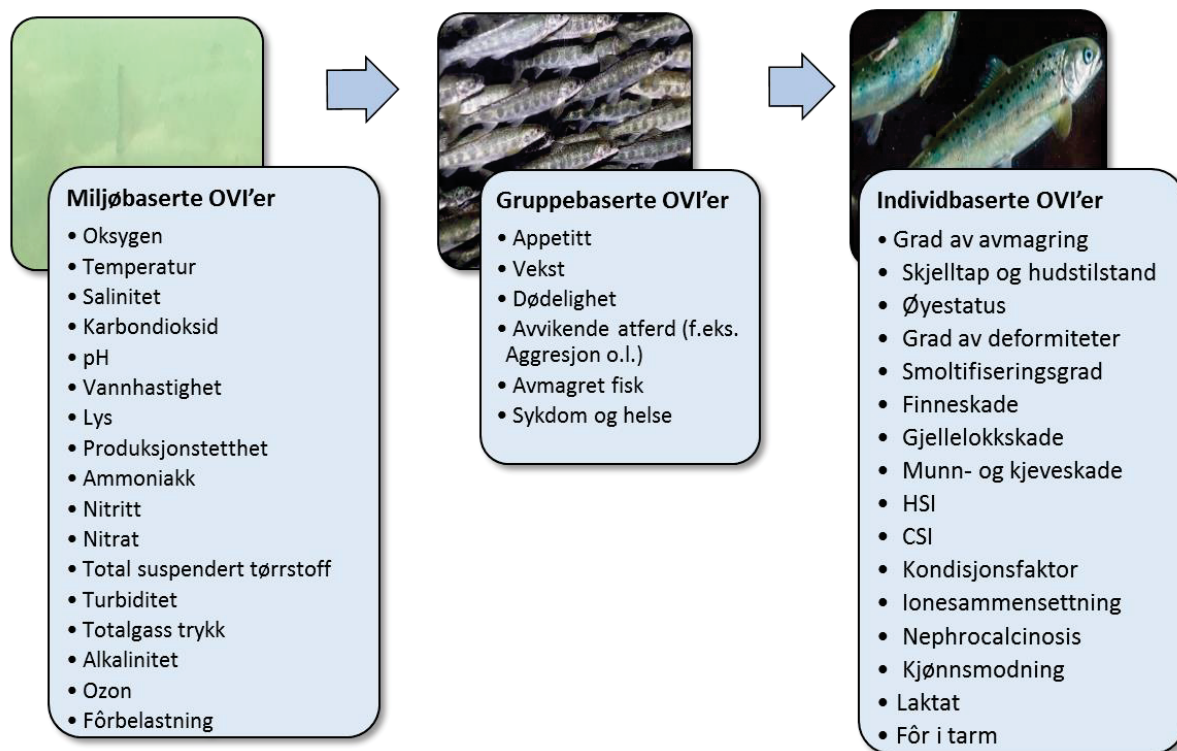 Miljøbaserte OVI’er
• Oksygen
• Temperatur
• Salinitet
• Karbondioksid
• pH
• Vannhastighet
• Lys
• Produksjonstetthet
• Ammoniakk
• Nitritt
• Nitrat
• Total suspendert tørrstoff
• Turbiditet
• Totalgass trykk
• Alkalinitet
• Ozon
• Fôrbelastning
Gruppebaserte OVI’er
• Appetitt
• Vekst
• Dødelighet
• Avvikende atferd (f.eks.
Aggresjon o.l.)
• Avmagret fisk
• Sykdom og helse
Individbaserte OVI’er
• Grad av avmagring
• Skjelltap og hudstilstand
• Øyestatus
• Grad av deformiteter
• Smoltifiseringsgrad
• Finneskade
• Gjellelokkskade
• Munn- og kjeveskade
• HSI
• CSI
• Kondisjonsfaktor
• Ionesammensettning
• Nephrocalcinosis
• Kjønnsmodning
• Laktat
• Fôr i tarm